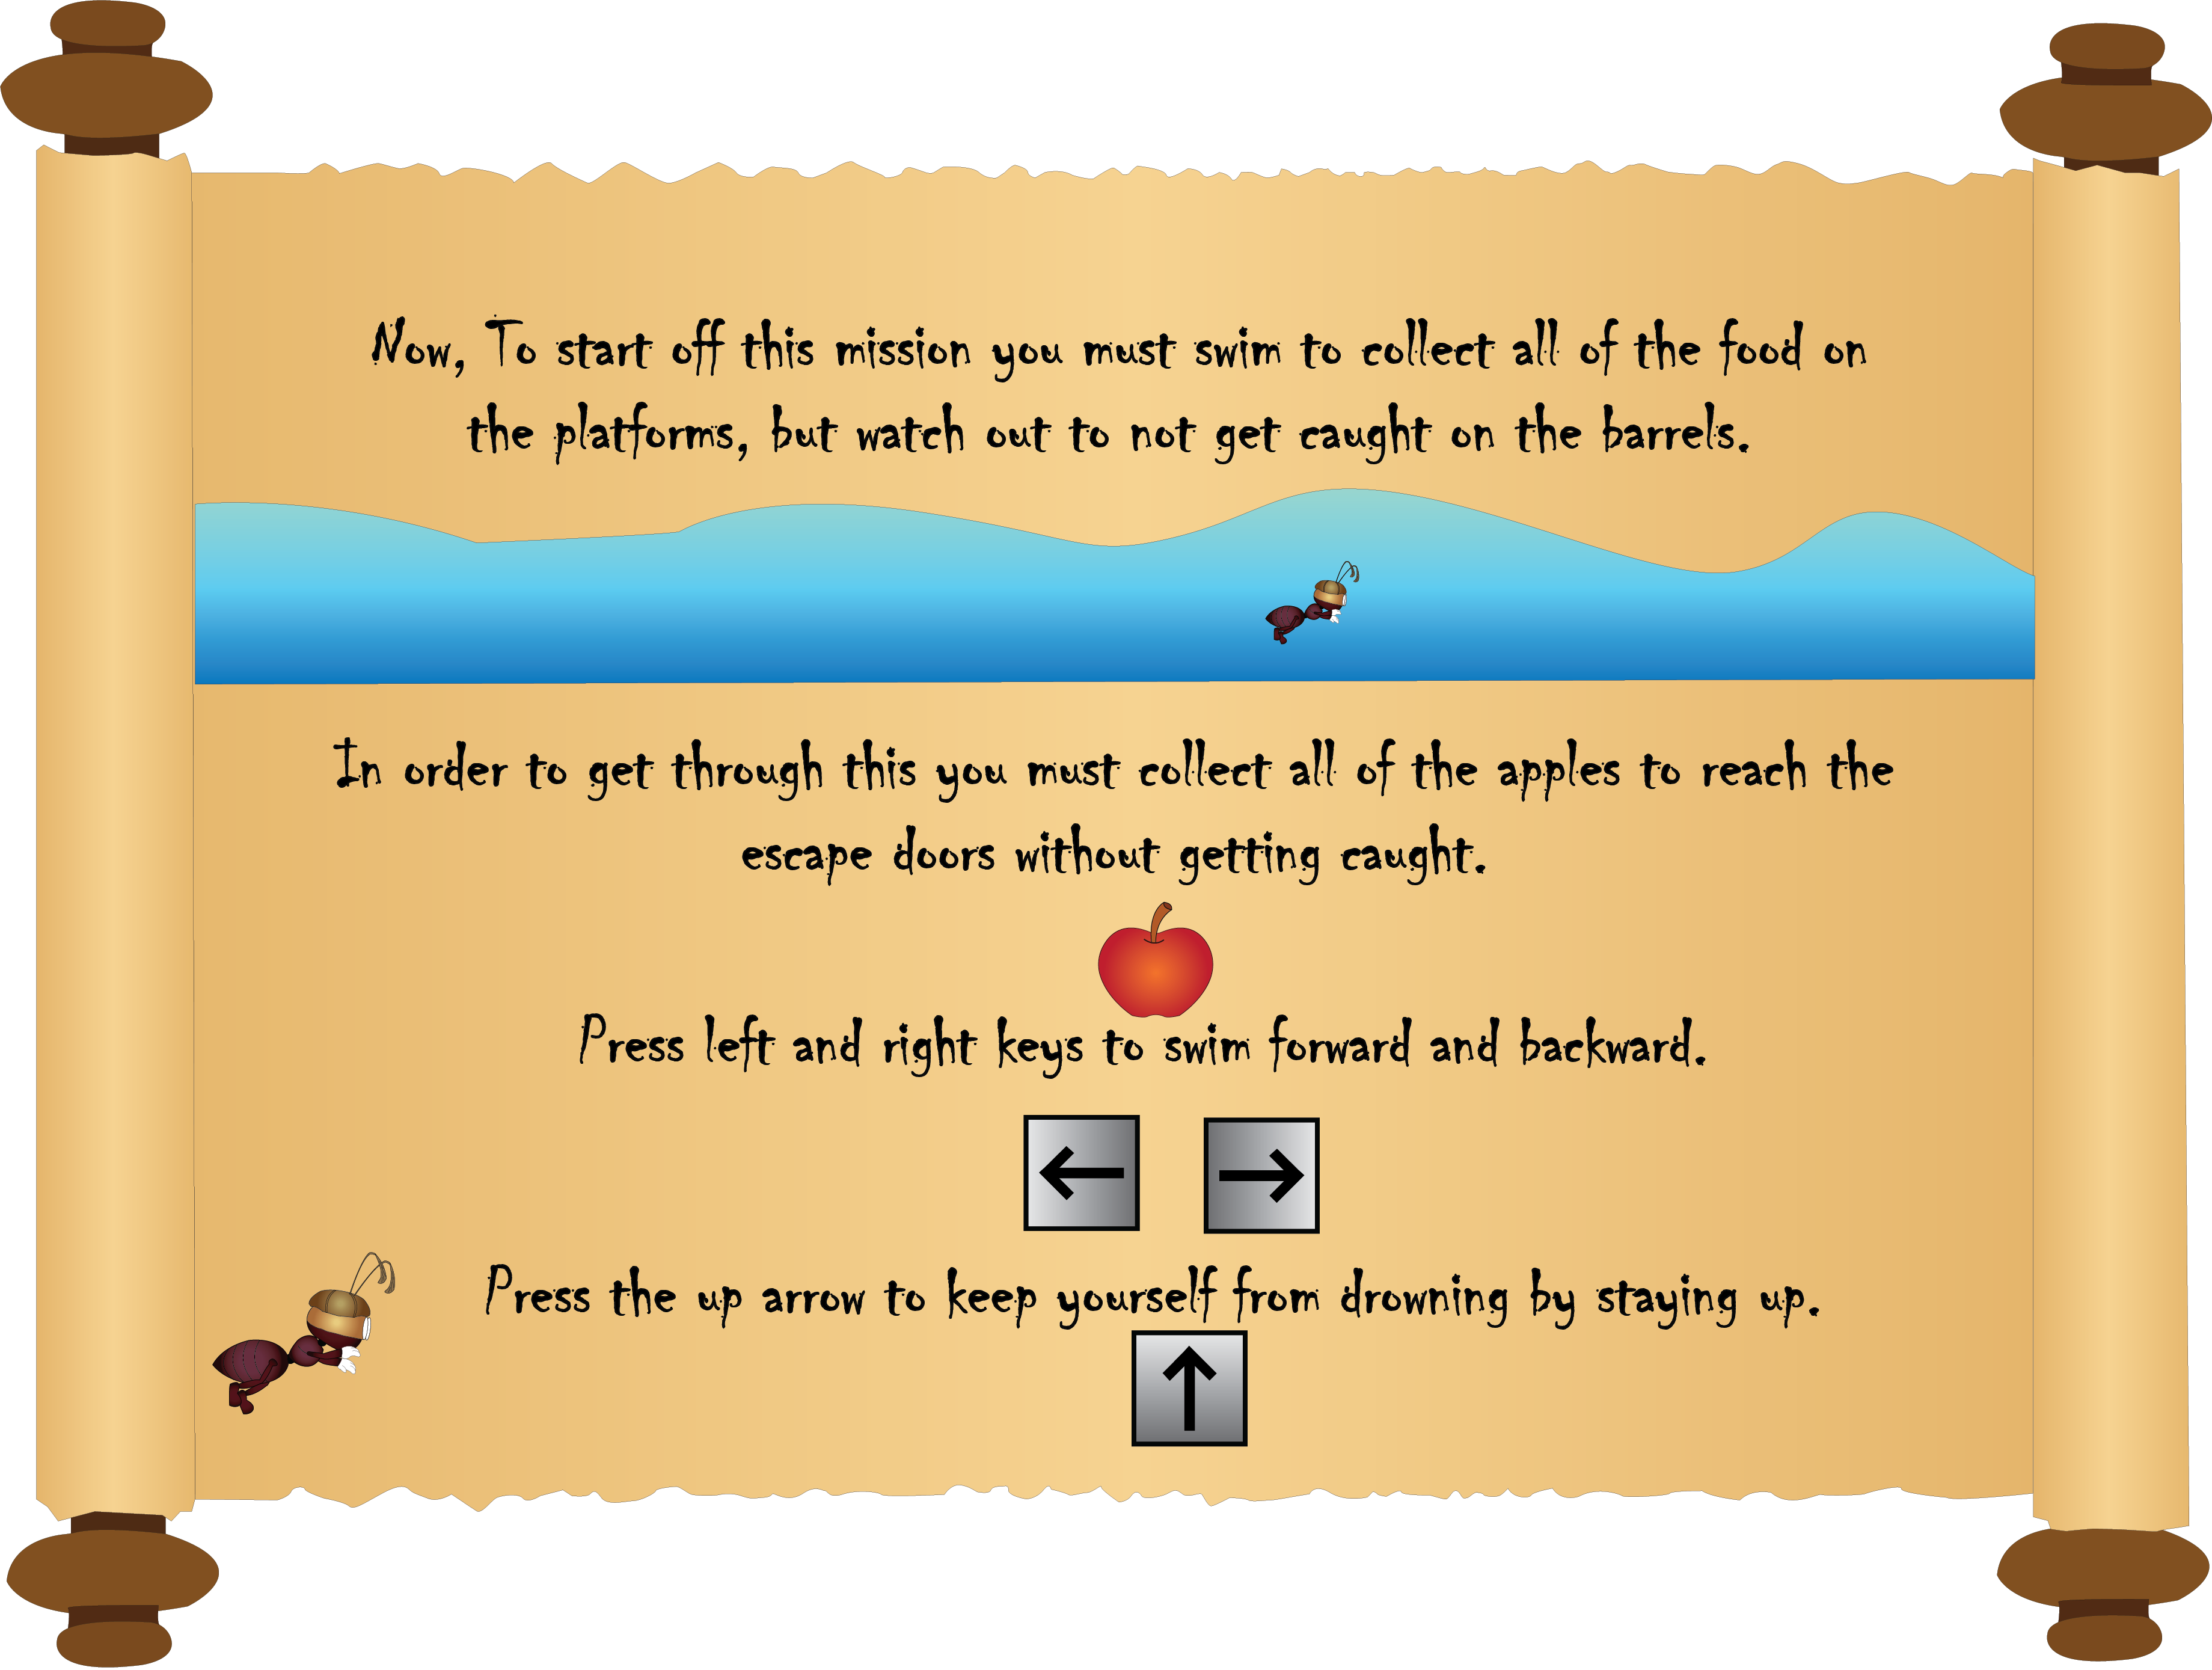 Now, To start off this mission you must swim to collect all of the food on
the platforms, but watch out to not get caught on the barrels.
In order to get through this you must collect all of the apples to reach the
escape doors without getting caught.
Press left and right keys to swim forward and backward.
Press the up arrow to keep yourself from drowning by staying up.